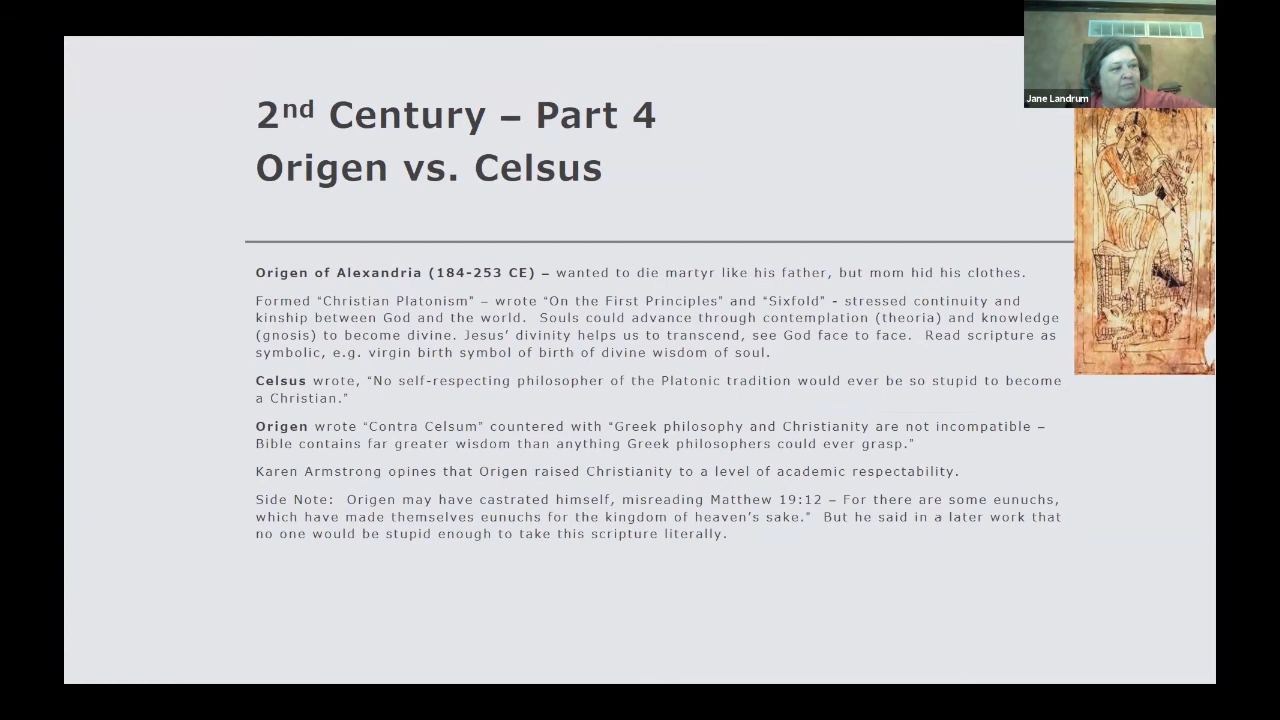 2nd Century – Part 4
Origen vs. Celsus
Jane Landrum
Origen of Alexandria (184-253 CE) – wanted to die martyr like his father, but mom hid his clothes.
Formed “Christian Platonism” – wrote “On the First Principles” and “Sixfold” - stressed continuity and
kinship between God and the world.  Souls could advance through contemplation (theoria) and knowledge
(gnosis) to become divine. Jesus’ divinity helps us to transcend, see God face to face.  Read scripture as
symbolic, e.g. virgin birth symbol of birth of divine wisdom of soul.
Celsus wrote, “No self-respecting philosopher of the Platonic tradition would ever be so stupid to become
a Christian.”
Origen wrote “Contra Celsum” countered with “Greek philosophy and Christianity are not incompatible –
Bible contains far greater wisdom than anything Greek philosophers could ever grasp.”
Karen Armstrong opines that Origen raised Christianity to a level of academic respectability.
Side Note:  Origen may have castrated himself, misreading Matthew 19:12 – For there are some eunuchs,
which have made themselves eunuchs for the kingdom of heaven’s sake.”  But he said in a later work that
no one would be stupid enough to take this scripture literally.